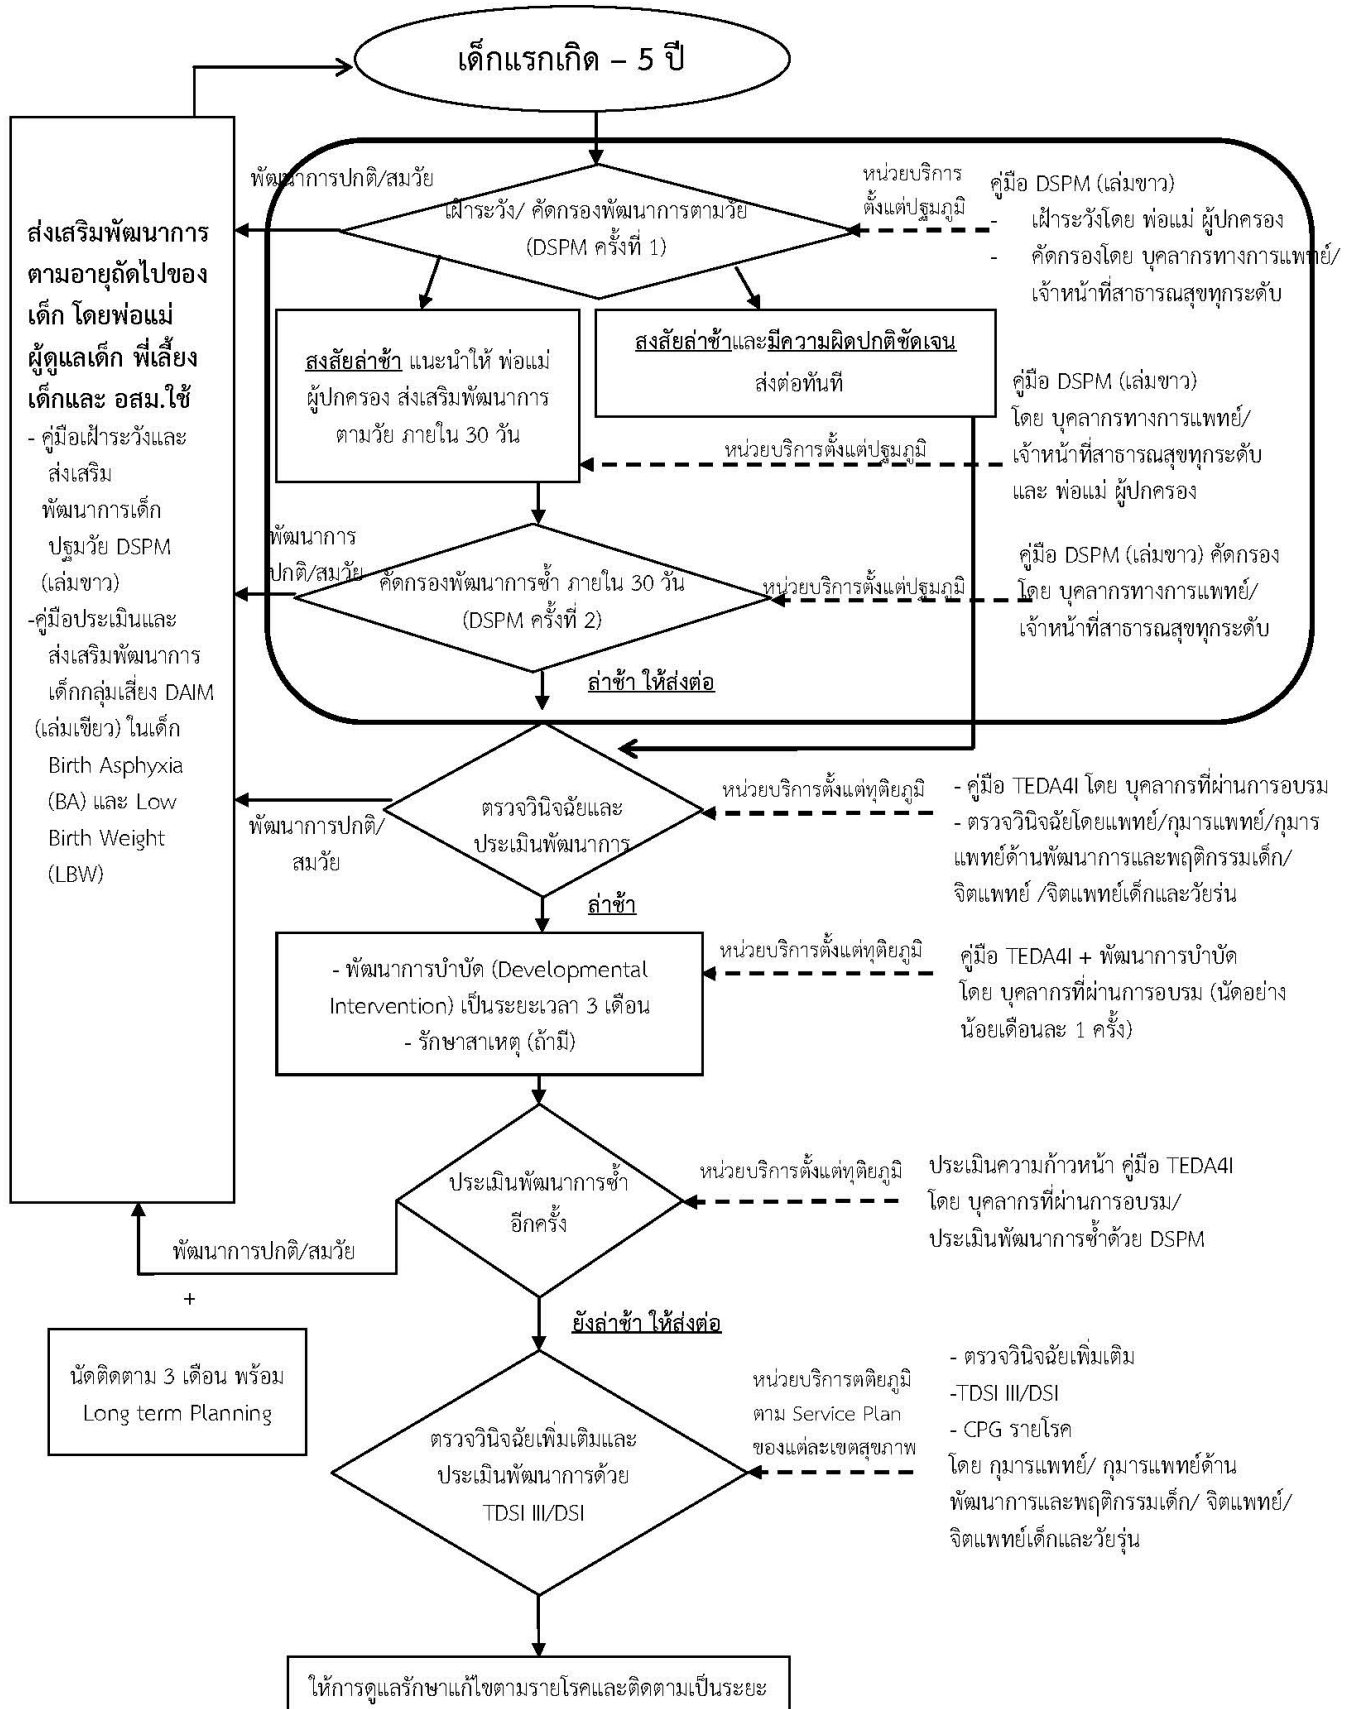 เด็กแรกเกิด – 5 ปี
พัฒนาการปกติ/สมวัย
หน่วยบริการ
ตั้งแต่ปฐมภูมิ
เฝ้าระวัง/ คัดกรองพัฒนาการตามวัย
(DSPM ครั้งที่ 1)
คู่มือ DSPM (เล่มขาว)
- เฝ้าระวังโดย พ่อแม่ ผู้ปกครอง
- คัดกรองโดย บุคลากรทางการแพทย์/
เจ้าหน้าที่สาธารณสุขทุกระดับ
ส่งเสริมพัฒนาการ
ตามอายุถัดไปของ
เด็ก โดยพ่อแม่
ผู้ดูแลเด็ก พี่เลี้ยง
เด็กและ อสม.ใช้
- คู่มือเฝ้าระวังและ
ส่งเสริม
พัฒนาการเด็ก
ปฐมวัย DSPM
(เล่มขาว)
-คู่มือประเมินและ
ส่งเสริมพัฒนาการ
เด็กกลุ่มเสี่ยง DAIM
(เล่มเขียว) ในเด็ก
Birth Asphyxia
(BA) และ Low
Birth Weight
(LBW)
สงสัยล่าช้า แนะนำให้ พ่อแม่
ผู้ปกครอง ส่งเสริมพัฒนาการ
ตามวัย ภายใน 30 วัน
สงสัยล่าช้าและมีความผิดปกติชัดเจน
ส่งต่อทันที
หน่วยบริการตั้งแต่ปฐมภูมิ
คู่มือ DSPM (เล่มขาว)
โดย บุคลากรทางการแพทย์/
เจ้าหน้าที่สาธารณสุขทุกระดับ
และ พ่อแม่ ผู้ปกครอง
พัฒนาการ
ปกติ/สมวัย
คัดกรองพัฒนาการซ้ำ ภายใน 30 วัน
(DSPM ครั้งที่ 2)
หน่วยบริการตั้งแต่ปฐมภูมิ
คู่มือ DSPM (เล่มขาว) คัดกรอง
โดย บุคลากรทางการแพทย์/
เจ้าหน้าที่สาธารณสุขทุกระดับ
ล่าช้า ให้ส่งต่อ
พัฒนาการปกติ/
สมวัย
ตรวจวินิจฉัยและ
ประเมินพัฒนาการ
หน่วยบริการตั้งแต่ทุติยภูมิ
- คู่มือ TEDA4I โดย บุคลากรที่ผ่านการอบรม
- ตรวจวินิจฉัยโดยแพทย์/กุมารแพทย์/กุมาร
แพทย์ด้านพัฒนาการและพฤติกรรมเด็ก/
จิตแพทย์ /จิตแพทย์เด็กและวัยรุ่น
ล่าช้า
- พัฒนาการบำบัด (Developmental
Intervention) เป็นระยะเวลา 3 เดือน
- รักษาสาเหตุ (ถ้ามี)
หน่วยบริการตั้งแต่ทุติยภูมิ
คู่มือ TEDA4I + พัฒนาการบำบัด
โดย บุคลากรที่ผ่านการอบรม (นัดอย่าง
น้อยเดือนละ 1 ครั้ง)
ประเมินพัฒนาการซ้ำ
อีกครั้ง
หน่วยบริการตั้งแต่ทุติยภูมิ
ประเมินความก้าวหน้า คู่มือ TEDA4I
โดย บุคลากรที่ผ่านการอบรม/
ประเมินพัฒนาการซ้ำด้วย DSPM
พัฒนาการปกติ/สมวัย
+
นัดติดตาม 3 เดือน พร้อม
Long term Planning
ยังล่าช้า ให้ส่งต่อ
ตรวจวินิจฉัยเพิ่มเติมและ
ประเมินพัฒนาการด้วย
TDSI III/DSI
หน่วยบริการตติยภูมิ
ตาม Service Plan
ของแต่ละเขตสุขภาพ
- ตรวจวินิจฉัยเพิ่มเติม
-TDSI III/DSI
- CPG รายโรค
โดย กุมารแพทย์/ กุมารแพทย์ด้าน
พัฒนาการและพฤติกรรมเด็ก/ จิตแพทย์/
จิตแพทย์เด็กและวัยรุ่น
ให้การดูแลรักษาแก้ไขตามรายโรคและติดตามเป็นระยะ